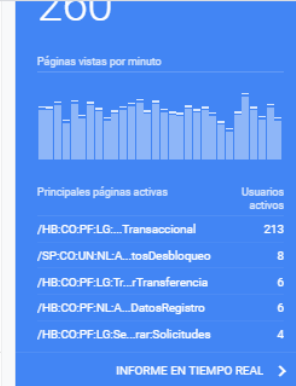 260
Páginas vistas por minuto
Principales páginas activas Usuarios activos
/HB:CO:PF:LG:...Transaccional 213
/SP:CO:UN:NL:A...tosDesbloqueo 8
/HB:CO:PF:LG:Tr...rTransferencia 6
/HB:CO:PF:NL:A...DatosRegistro 6
/HB:CO:PF:LG:Se...rar:Solicitudes 4
INFORME EN TIEMPO REAL